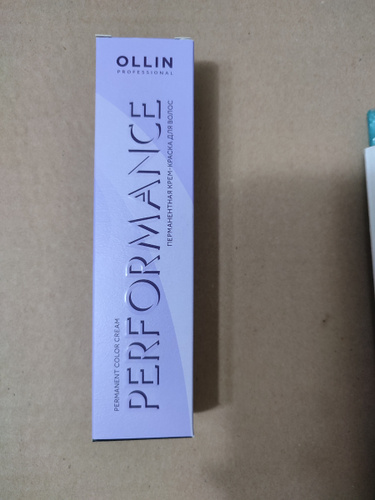 OLLIN
PROFESSIONAL
PERMANENT COLOR CREAM
PERFORMANCE
ПЕРМАНЕНТНАЯ КРЕМ-КРАСКА ДЛЯ ВОЛОС